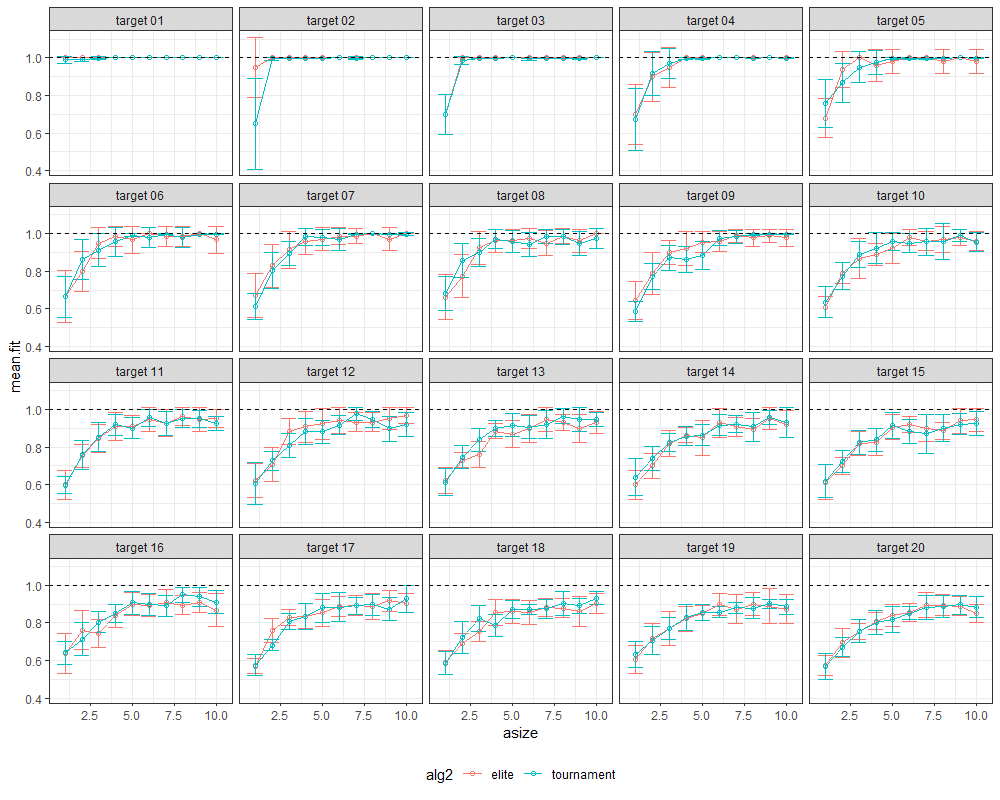 target 01 target 02 target 03 target 04 target 05
1.0
0.8
0.6
0.4
target 06 target 07 target 08 target 09 target 10
1.0
0.8
0.6
0.4
target 11 target 12 target 13 target 14 target 15
1.0
0.8
0.6
0.4
target 16 target 17 target 18 target 19 target 20
1.0
0.8
0.6
0.4
mean.fit
2.5 5.0 7.5 10.0 2.5 5.0 7.5 10.0 2.5 5.0 7.5 10.0 2.5 5.0 7.5 10.0 2.5 5.0 7.5 10.0
asize
alg2 elite tournament